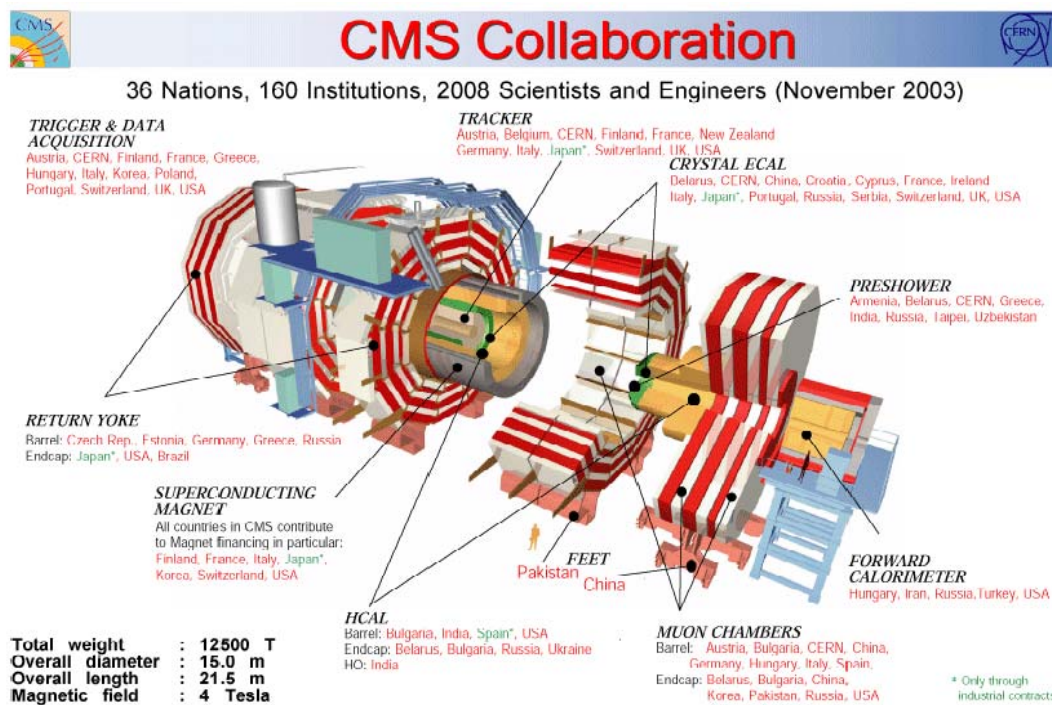 CMS
CMS Collaboration
CERN
36 Nations, 160 Institutions, 2008 Scientists and Engineers (November 2003)
TRIGGER & DATA
ACQUISITION
Austria, CERN, Finland, France, Greece,
Hungary, Italy, Korea, Poland,
Portugal, Switzerland, UK, USA
TRACKER
Austria, Belgium, CERN, Finland, France, New Zealand
Germany, Italy, Japan*, Switzerland, UK, USA
CRYSTAL ECAL
Belarus, CERN, China, Croatia, Cyprus, France, Ireland
Italy, Japan*, Portugal, Russia, Serbia, Switzerland, UK, USA
PRESHOWER
Armenia, Belarus, CERN, Greece,
India, Russia, Taipei, Uzbekistan
RETURN YOKE
Barrel: Czech Rep., Estonia, Germany, Greece, Russia
Endcap: Japan*, USA, Brazil
SUPERCONDUCTING
MAGNET
All countries in CMS contribute
to Magnet financing in particular:
Finland, France, Italy, Japan*,
Korea, Switzerland, USA
FEET
Pakistan
China
FORWARD
CALORIMETER
Hungary, Iran, Russia,Turkey, USA
HCAL
Barrel: Bulgaria, India, Spain*, USA
Endcap: Belarus, Bulgaria, Russia, Ukraine
HO: India
MUON CHAMBERS
Barrel: Austria, Bulgaria, CERN, China,
Germany, Hungary, Italy, Spain,
Endcap: Belarus, Bulgaria, China,
Korea, Pakistan, Russia, USA
Total weight : 12500 T
Overall diameter : 15.0 m
Overall length : 21.5 m
Magnetic field : 4 Tesla
* Only through
industrial contracts